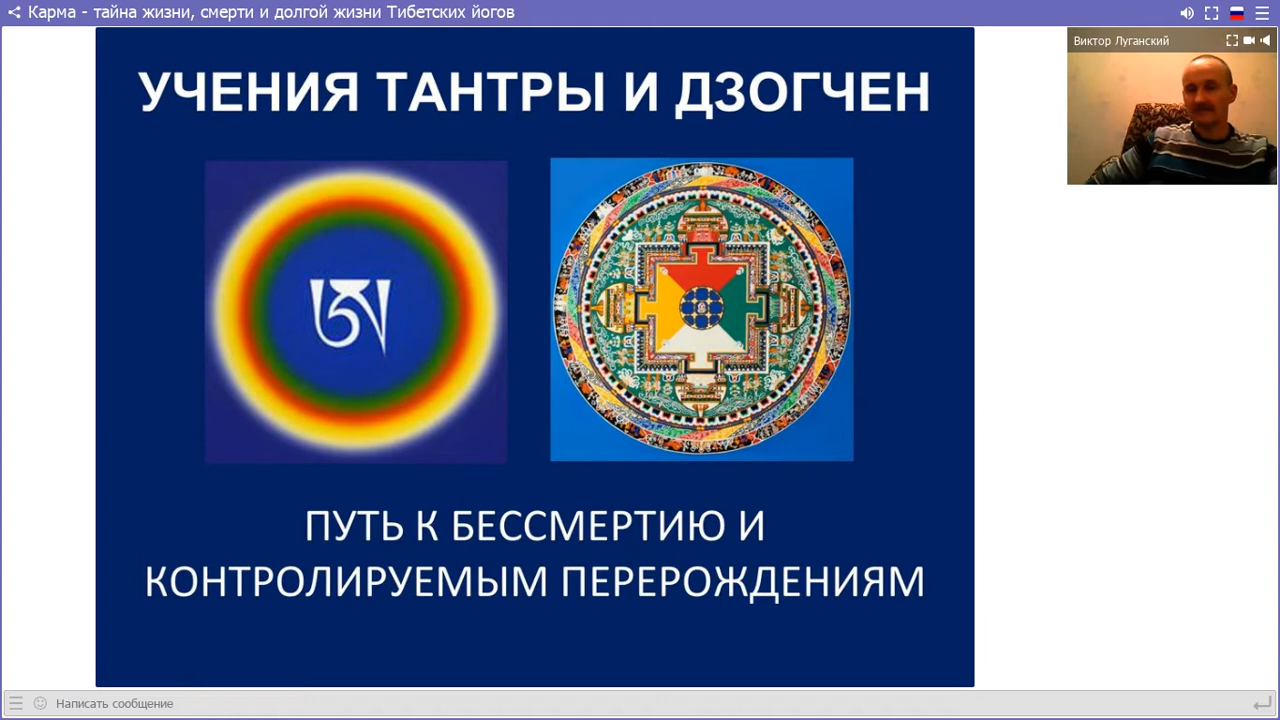 Карма - тайна жизни, смерти и долгой жизни Тибетских йогов
Виктор Луганский
УЧЕНИЯ ТАНТРЫ И ДЗОГЧЕН
ཨ
ПУТЬ К БЕССМЕРТИЮ И
КОНТРОЛИРУЕМЫМ ПЕРЕРОЖДЕНИЯМ
Написать сообщение